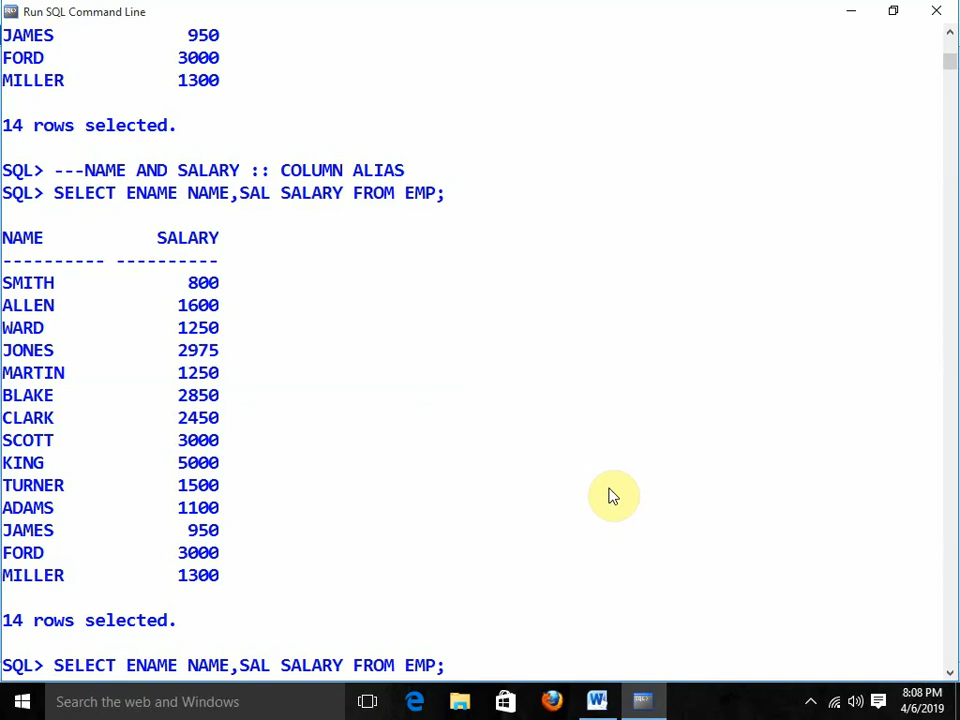 Run SQL Command Line
JAMES 950
FORD 3000
MILLER 1300
14 rows selected.
SQL> ---NAME AND SALARY :: COLUMN ALIAS
SQL> SELECT ENAME NAME,SAL SALARY FROM EMP;
NAME SALARY
---------- ----------
SMITH 800
ALLEN 1600
WARD 1250
JONES 2975
MARTIN 1250
BLAKE 2850
CLARK 2450
SCOTT 3000
KING 5000
TURNER 1500
ADAMS 1100
JAMES 950
FORD 3000
MILLER 1300
14 rows selected.
SQL> SELECT ENAME NAME,SAL SALARY FROM EMP;
Search the web and Windows
8:08 PM
4/6/2019